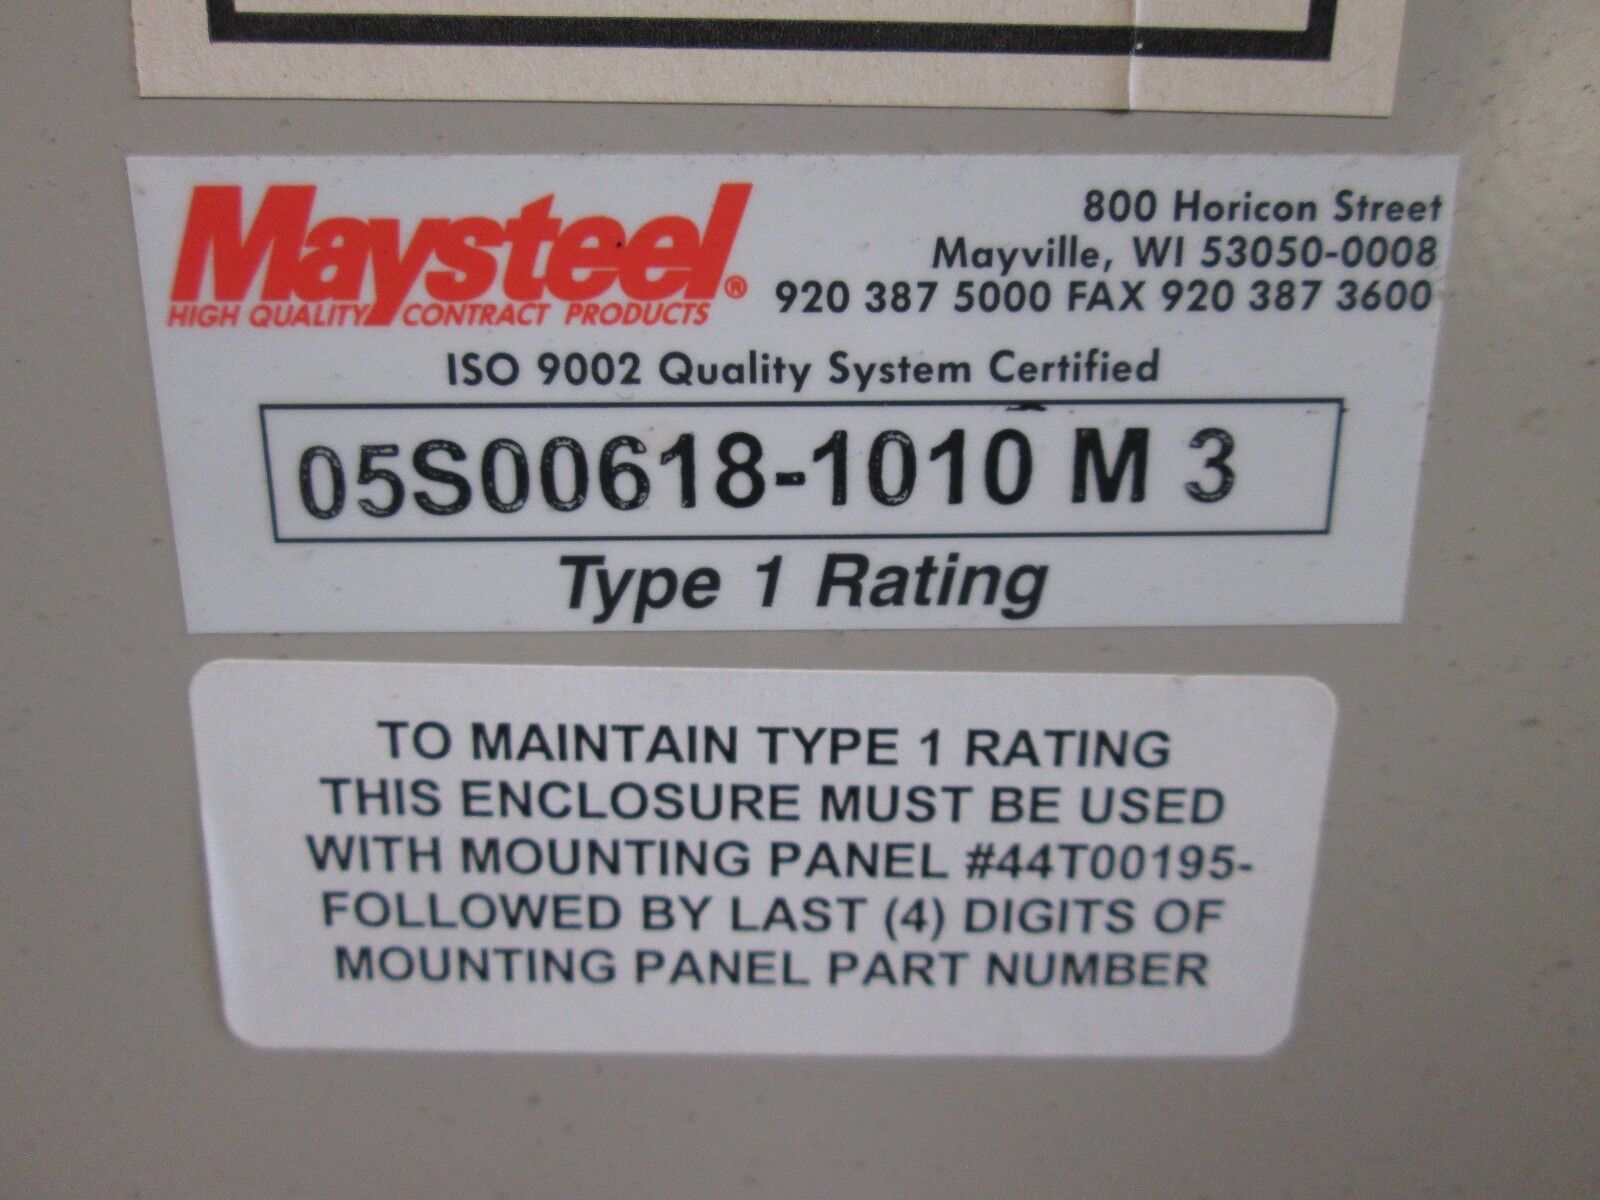 Maysteel®
HIGH QUALITY CONTRACT PRODUCTS
800 Horicon Street
Mayville, WI 53050-0008
920 387 5000 FAX 920 387 3600
ISO 9002 Quality System Certified
05S00618-1010 M 3
Type 1 Rating
TO MAINTAIN TYPE 1 RATING
THIS ENCLOSURE MUST BE USED
WITH MOUNTING PANEL #44T00195-
FOLLOWED BY LAST (4) DIGITS OF
MOUNTING PANEL PART NUMBER